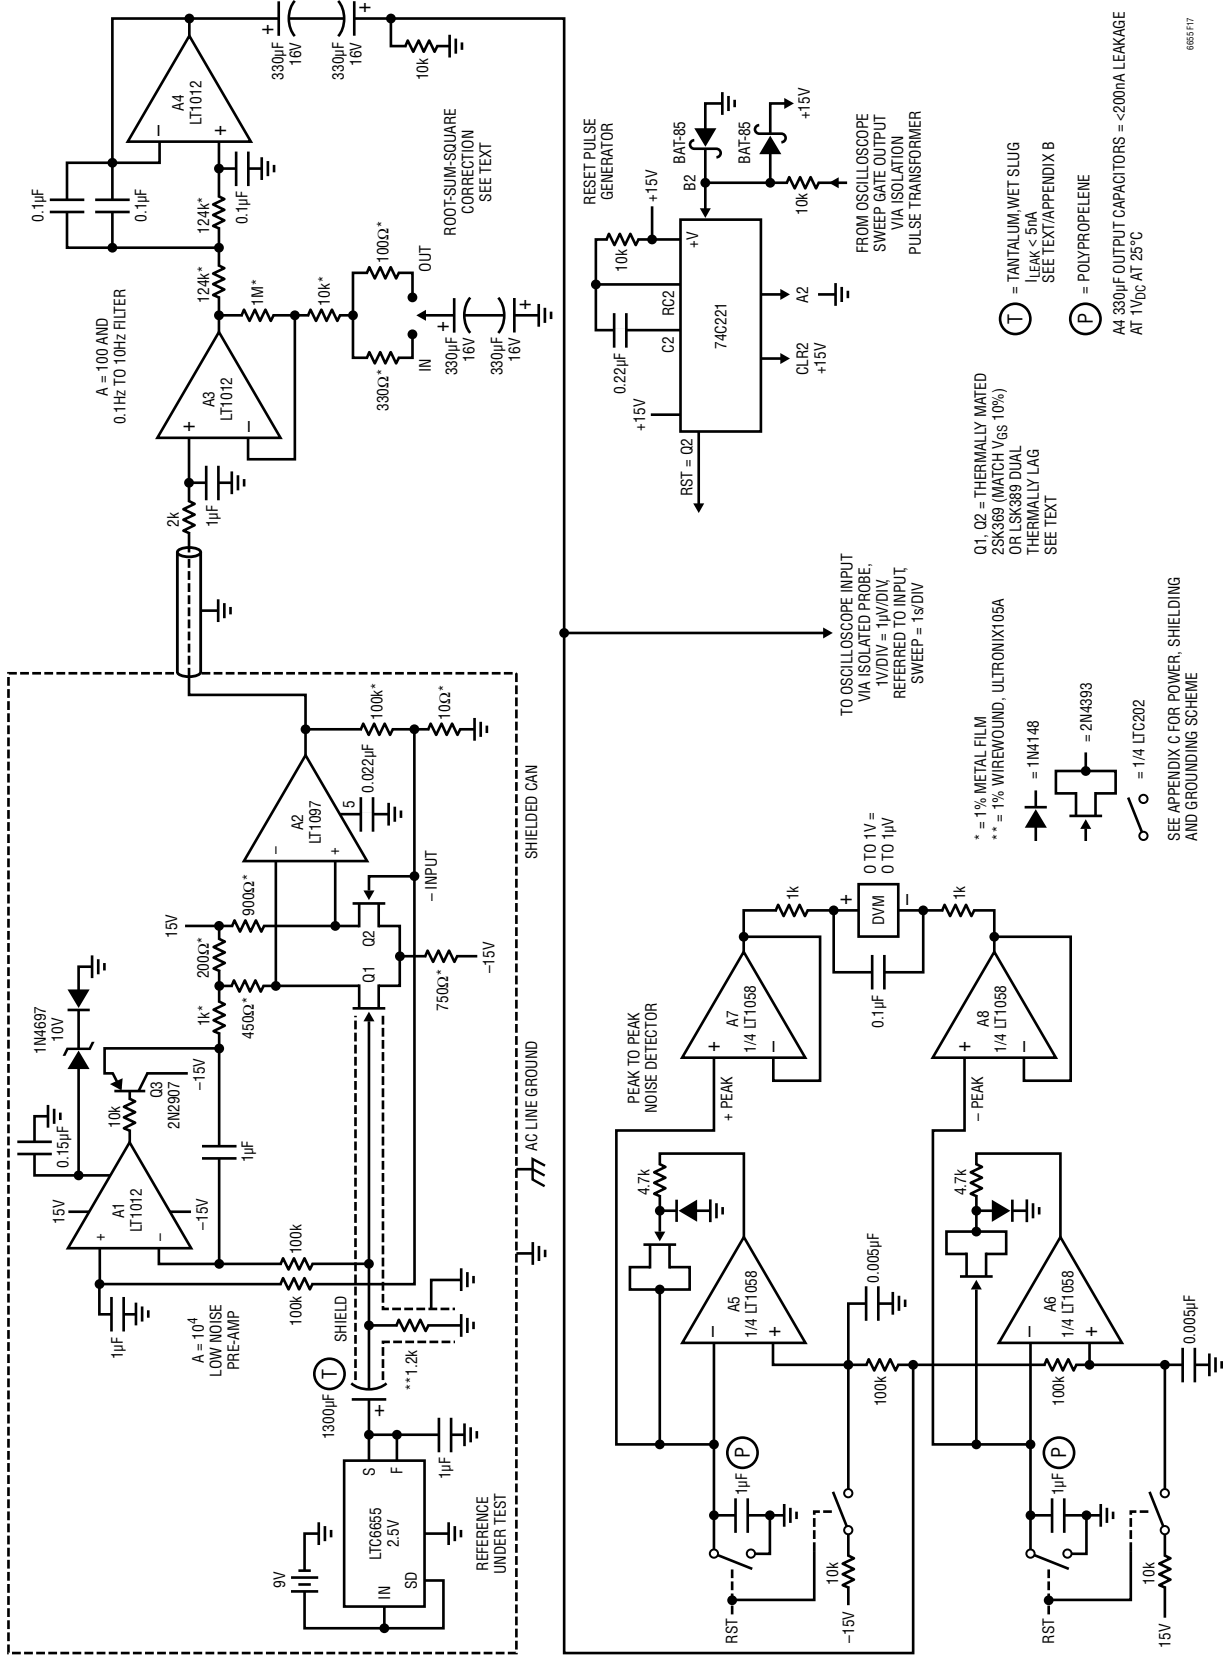 A4
LT1012
0.1µF
0.1µF
124k*
0.1µF
330µF
16V
330µF
16V
10k
A = 100 AND
0.1Hz TO 10Hz FILTER
124k*
1M*
10k*
ROOT-SUM-SQUARE
CORRECTION
SEE TEXT
100Ω*
OUT
330Ω*
IN
330µF
16V
330µF
16V
A3
LT1012
2k
1µF
SHIELDED CAN
A2
LT1097
5
0.022µF
100k*
10Ω*
– INPUT
15V
900Ω*
200Ω*
450Ω*
1k*
Q2
Q1
750Ω*
–15V
1N4697
10V
Q3
2N2907
–15V
10k
0.15µF
15V
A1
LT1012
–15V
1µF
1µF
A = 10⁴
LOW NOISE
PRE-AMP
100k
100k
SHIELD
AC LINE GROUND
1300µF
T
**1.2k
1µF
S
F
LTC6655
2.5V
IN
SD
9V
REFERENCE
UNDER TEST
RESET PULSE
GENERATOR
+15V
10k
0.22µF
+15V
+V
RC2
C2
74C221
B2
A2
CLR2
+15V
RST = Q2
BAT-85
BAT-85
+15V
10k
FROM OSCILLOSCOPE
SWEEP GATE OUTPUT
VIA ISOLATION
PULSE TRANSFORMER
TO OSCILLOSCOPE INPUT
VIA ISOLATED PROBE,
1V/DIV = 1µV/DIV,
REFERRED TO INPUT,
SWEEP = 1s/DIV
PEAK TO PEAK
NOISE DETECTOR
+ PEAK
A7
1/4 LT1058
1k
DVM
O TO 1V =
O TO 1µV
0.1µF
1k
A8
1/4 LT1058
– PEAK
4.7k
A5
1/4 LT1058
0.005µF
100k
P
1µF
RST
10k
–15V
4.7k
A6
1/4 LT1058
100k
0.005µF
P
1µF
RST
10k
15V
* = 1% METAL FILM
** = 1% WIREWOUND, ULTRONIX105A
= 1N4148
= 2N4393
= 1/4 LTC202
SEE APPENDIX C FOR POWER, SHIELDING
AND GROUNDING SCHEME
Q1, Q2 = THERMALLY MATED
2SK369 (MATCH VGS 10%)
OR LSK389 DUAL
THERMALLY LAG
SEE TEXT
T = TANTALUM,WET SLUG
ILEAK < 5nA
SEE TEXT/APPENDIX B
P = POLYPROPELENE
A4 330µF OUTPUT CAPACITORS = <200nA LEAKAGE
AT 1VDC AT 25°C
6655 F17